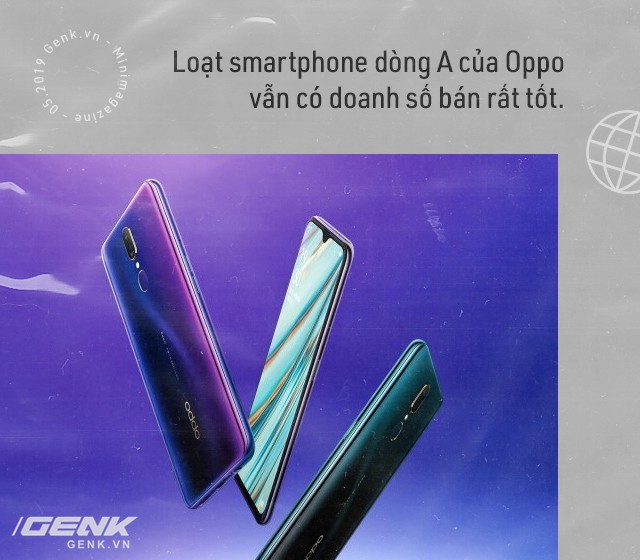 Genk.vn - Minimagazine - 05.2019
Loạt smartphone dòng A của Oppo
vẫn có doanh số bán rất tốt.
oppo
oppo
/GENK
GENK.VN